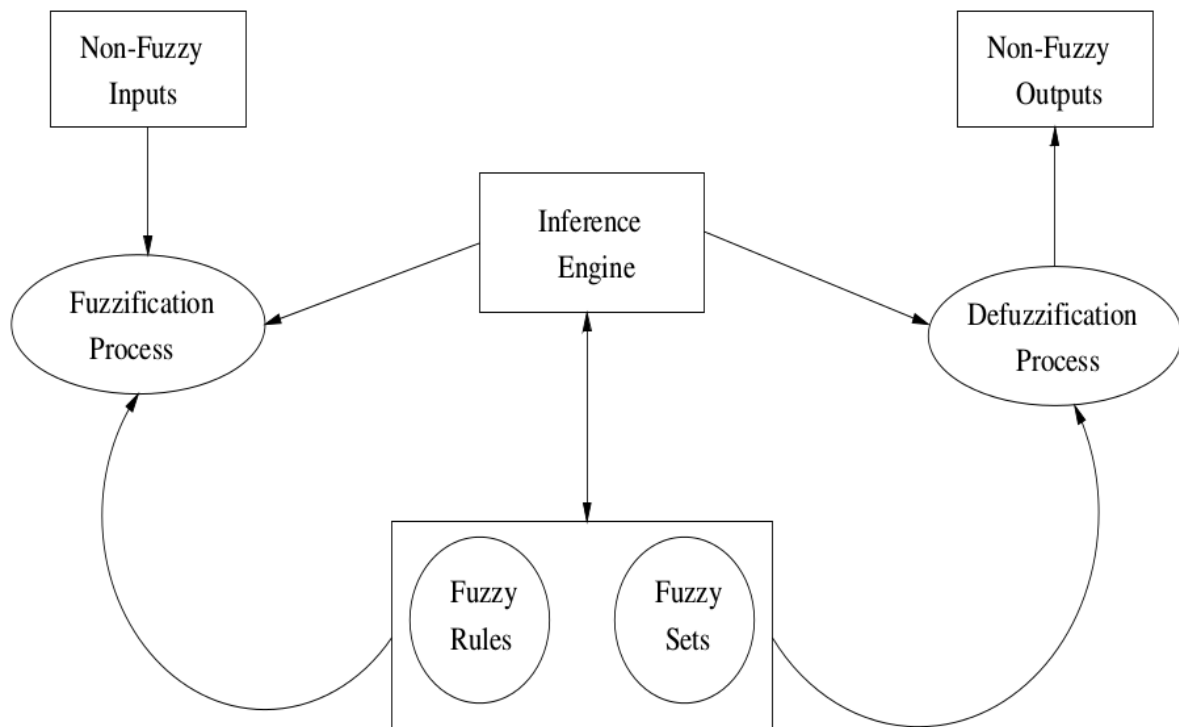 Non-Fuzzy
Inputs
Non-Fuzzy
Outputs
Inference
Engine
Fuzzification
Process
Defuzzification
Process
Fuzzy
Rules
Fuzzy
Sets